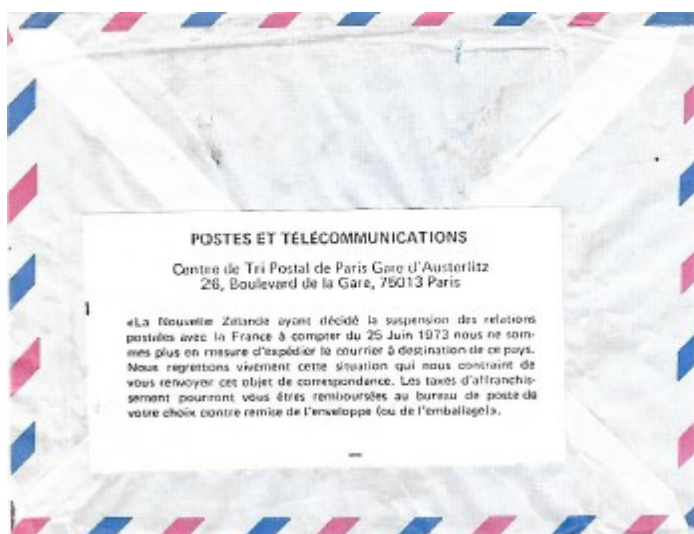 POSTES ET TÉLÉCOMMUNICATIONS
Centre de Tri Postal de Paris Gare d'Austerlitz
26, Boulevard de la Gare, 75013 Paris
«La Nouvelle Zélande ayant décidé la suspension des relations
postales avec la France à compter du 25 Juin 1973 nous ne som-
mes plus en mesure d'expédier le courrier à destination de ce pays.
Nous regrettons vivement cette situation qui nous contraint de
vous renvoyer cet objet de correspondance. Les taxes d'affranchis-
sement pourront vous êtres remboursées au bureau de poste de
votre choix contre remise de l'enveloppe (ou de l'emballage)».